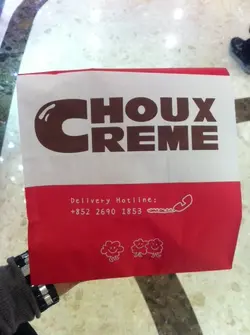 CHOUX
CREME
Delivery Hotline:
+852 2690 1853